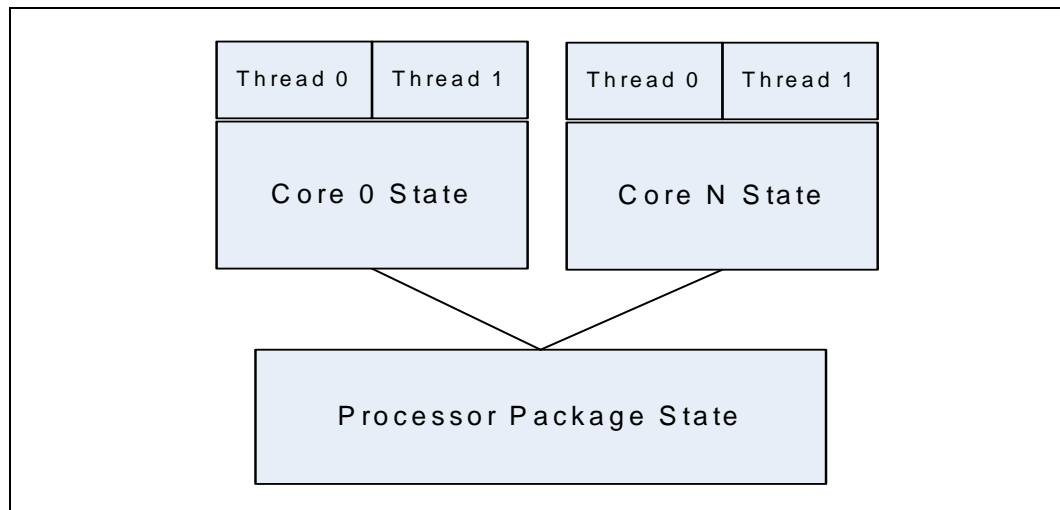 Thread 0 Thread 1 Thread 0 Thread 1
Core 0 State Core N State
Processor Package State